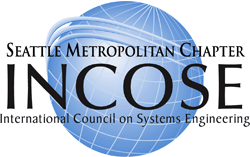 SEATTLE METROPOLITAN CHAPTER
INCOSE
International Council on Systems Engineering